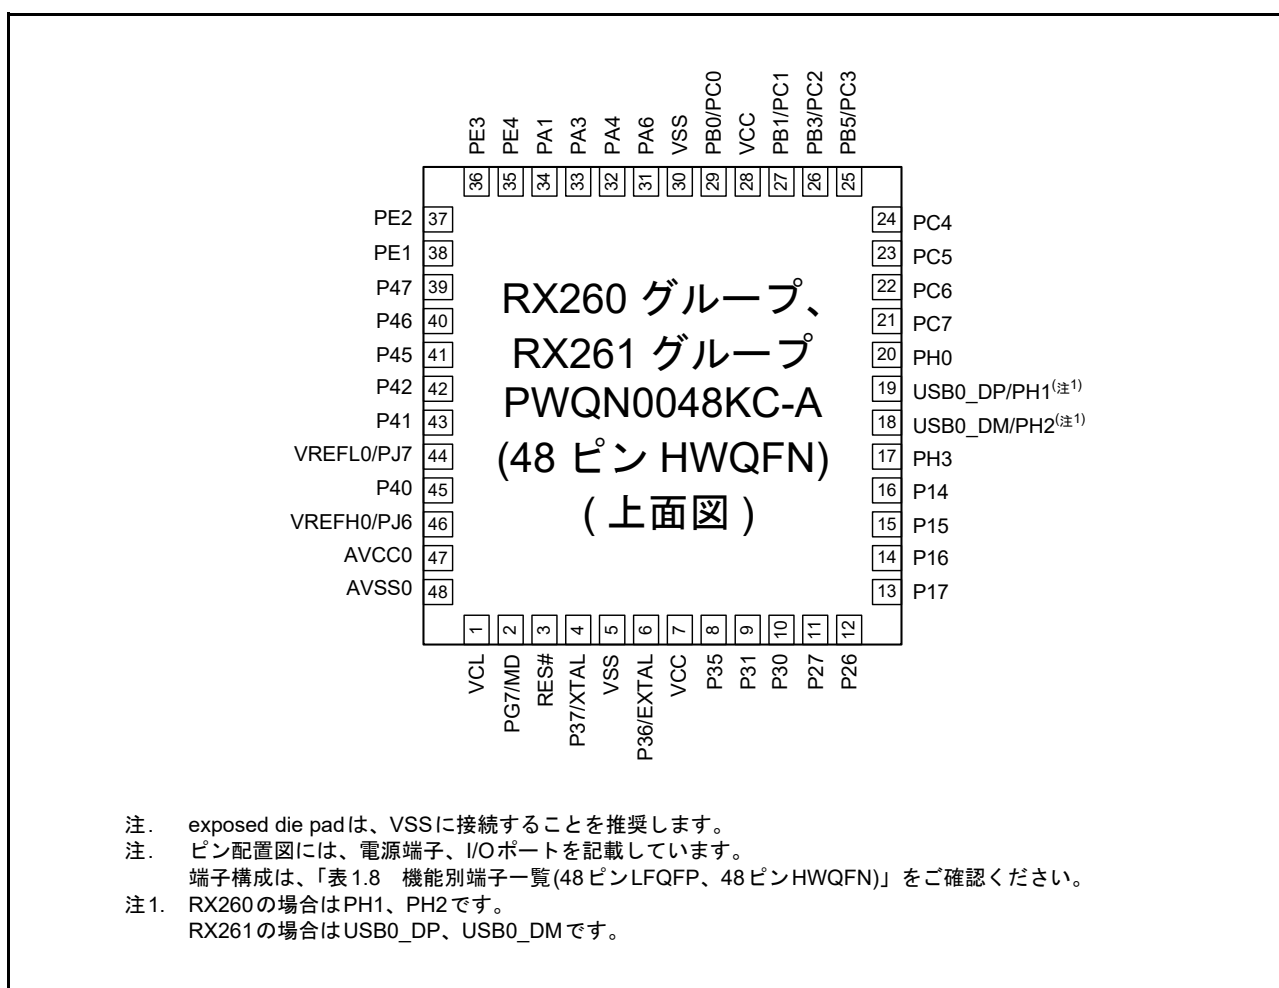 PE3
PE4
PA1
PA3
PA4
PA6
VSS
PB0/PC0
VCC
PB1/PC1
PB3/PC2
PB5/PC3
36
35
34
33
32
31
30
29
28
27
26
25
PE2 37
PE1 38
P47 39
P46 40
P45 41
P42 42
P41 43
VREFL0/PJ7 44
P40 45
VREFH0/PJ6 46
AVCC0 47
AVSS0 48
RX260 グループ、
RX261 グループ
PWQN0048KC-A
(48 ピン HWQFN)
( 上面図 )
24 PC4
23 PC5
22 PC6
21 PC7
20 PH0
19 USB0_DP/PH1(注1)
18 USB0_DM/PH2(注1)
17 PH3
16 P14
15 P15
14 P16
13 P17
1
2
3
4
5
6
7
8
9
10
11
12
VCL
PG7/MD
RES#
P37/XTAL
VSS
P36/EXTAL
VCC
P35
P31
P30
P27
P26
注. exposed die padは、VSSに接続することを推奨します。
注. ピン配置図には、電源端子、I/Oポートを記載しています。
端子構成は、「表1.8 機能別端子一覧(48ピンLFQFP、48ピンHWQFN)」をご確認ください。
注1. RX260の場合はPH1、PH2です。
RX261の場合はUSB0_DP、USB0_DMです。